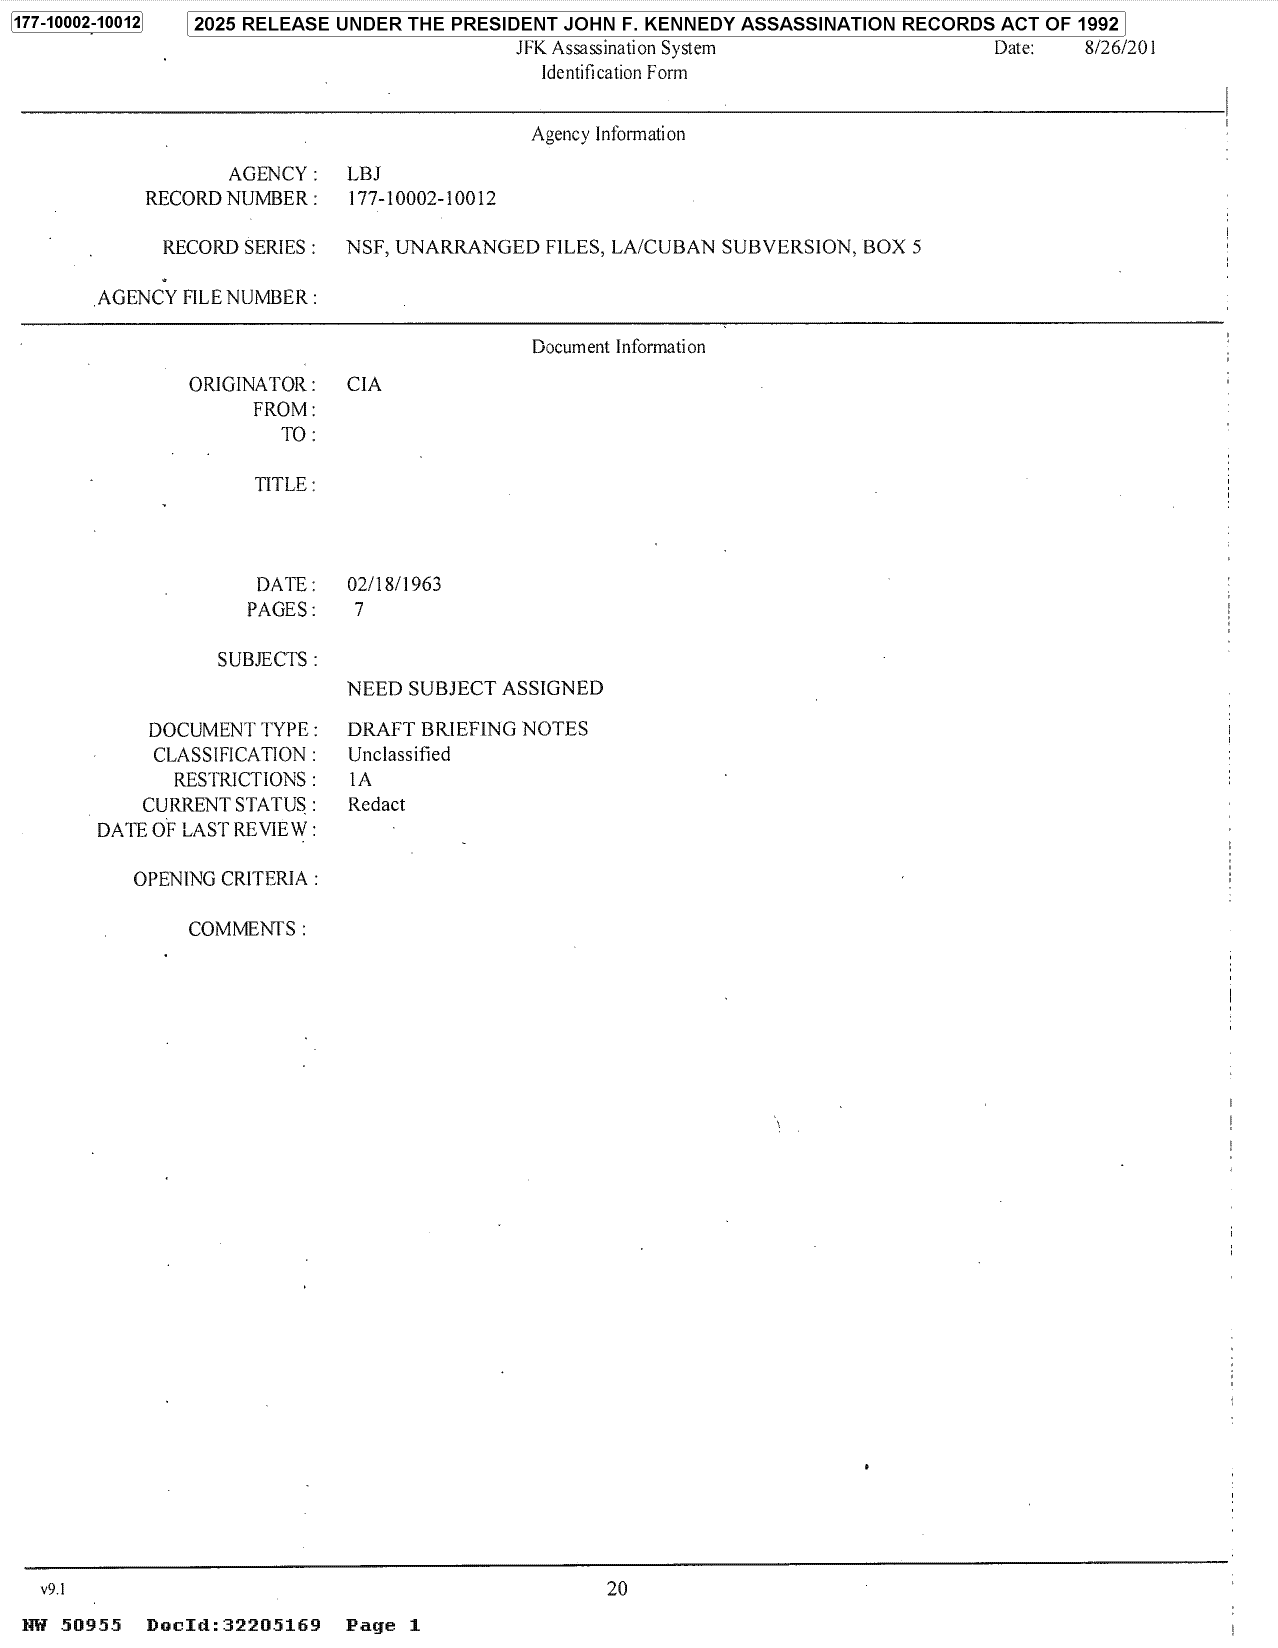 177-10002-10012
2025 RELEASE UNDER THE PRESIDENT JOHN F. KENNEDY ASSASSINATION RECORDS ACT OF 1992
JFK Assassination System
Date: 8/26/201
Identification Form
Agency Information
AGENCY : LBJ
RECORD NUMBER : 177-10002-10012
RECORD SERIES : NSF, UNARRANGED FILES, LA/CUBAN SUBVERSION, BOX 5
AGENCY FILE NUMBER :
Document Information
ORIGINATOR : CIA
FROM :
TO :
TITLE :
DATE : 02/18/1963
PAGES : 7
SUBJECTS :
NEED SUBJECT ASSIGNED
DOCUMENT TYPE : DRAFT BRIEFING NOTES
CLASSIFICATION : Unclassified
RESTRICTIONS : 1A
CURRENT STATUS : Redact
DATE OF LAST REVIEW :
OPENING CRITERIA :
COMMENTS :
v9.1
20
NW 50955 DocId:32205169 Page 1